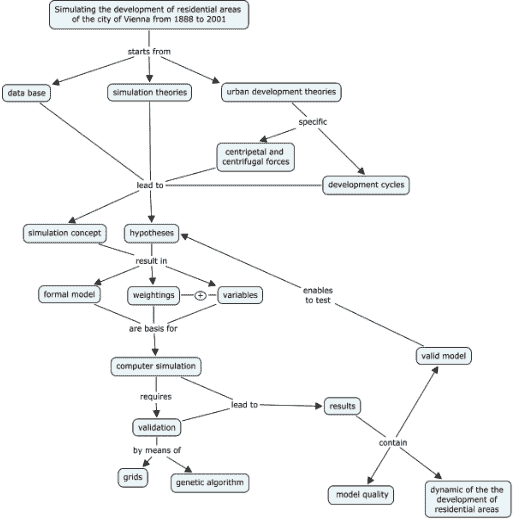 Simulating the development of residential areas
of the city of Vienna from 1888 to 2001
starts from
data base
simulation theories
urban development theories
specific
centripetal and
centrifugal forces
lead to
development cycles
simulation concept
hypotheses
result in
formal model
weightings
+
variables
enables
to test
are basis for
valid model
computer simulation
requires
lead to
results
validation
contain
by means of
grids
genetic algorithm
model quality
dynamic of the the
development of
residential areas